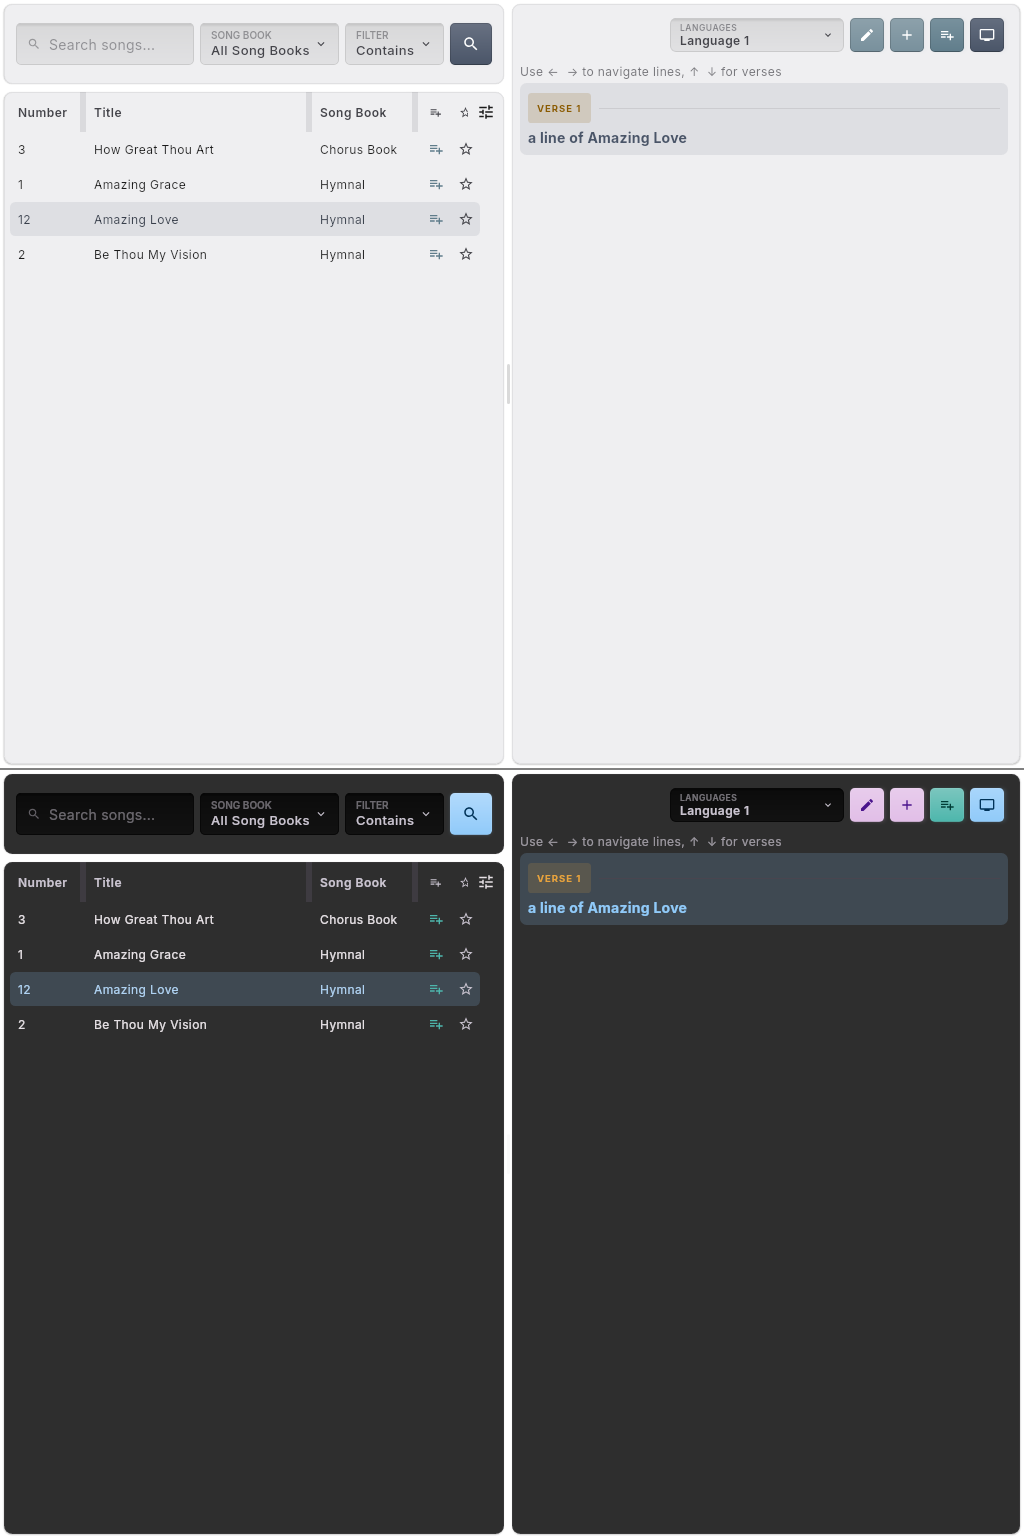 Search songs...
SONG BOOK
All Song Books
FILTER
Contains
LANGUAGES
Language 1
Use ← → to navigate lines, ↑ ↓ for verses
VERSE 1
a line of Amazing Love
Number Title Song Book
3 How Great Thou Art Chorus Book
1 Amazing Grace Hymnal
12 Amazing Love Hymnal
2 Be Thou My Vision Hymnal
Search songs...
SONG BOOK
All Song Books
FILTER
Contains
LANGUAGES
Language 1
Use ← → to navigate lines, ↑ ↓ for verses
VERSE 1
a line of Amazing Love
Number Title Song Book
3 How Great Thou Art Chorus Book
1 Amazing Grace Hymnal
12 Amazing Love Hymnal
2 Be Thou My Vision Hymnal